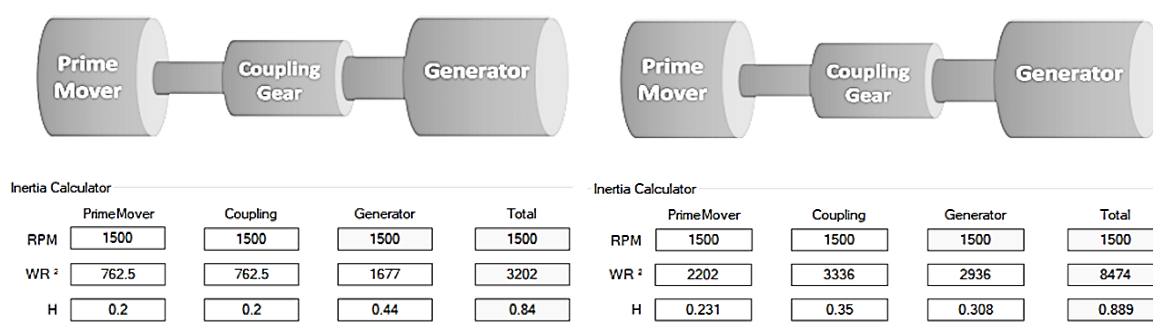 Prime Mover
Coupling Gear
Generator
Inertia Calculator
PrimeMover Coupling Generator Total
RPM 1500 1500 1500 1500
WR ² 762.5 762.5 1677 3202
H 0.2 0.2 0.44 0.84
Prime Mover
Coupling Gear
Generator
Inertia Calculator
PrimeMover Coupling Generator Total
RPM 1500 1500 1500 1500
WR ² 2202 3336 2936 8474
H 0.231 0.35 0.308 0.889